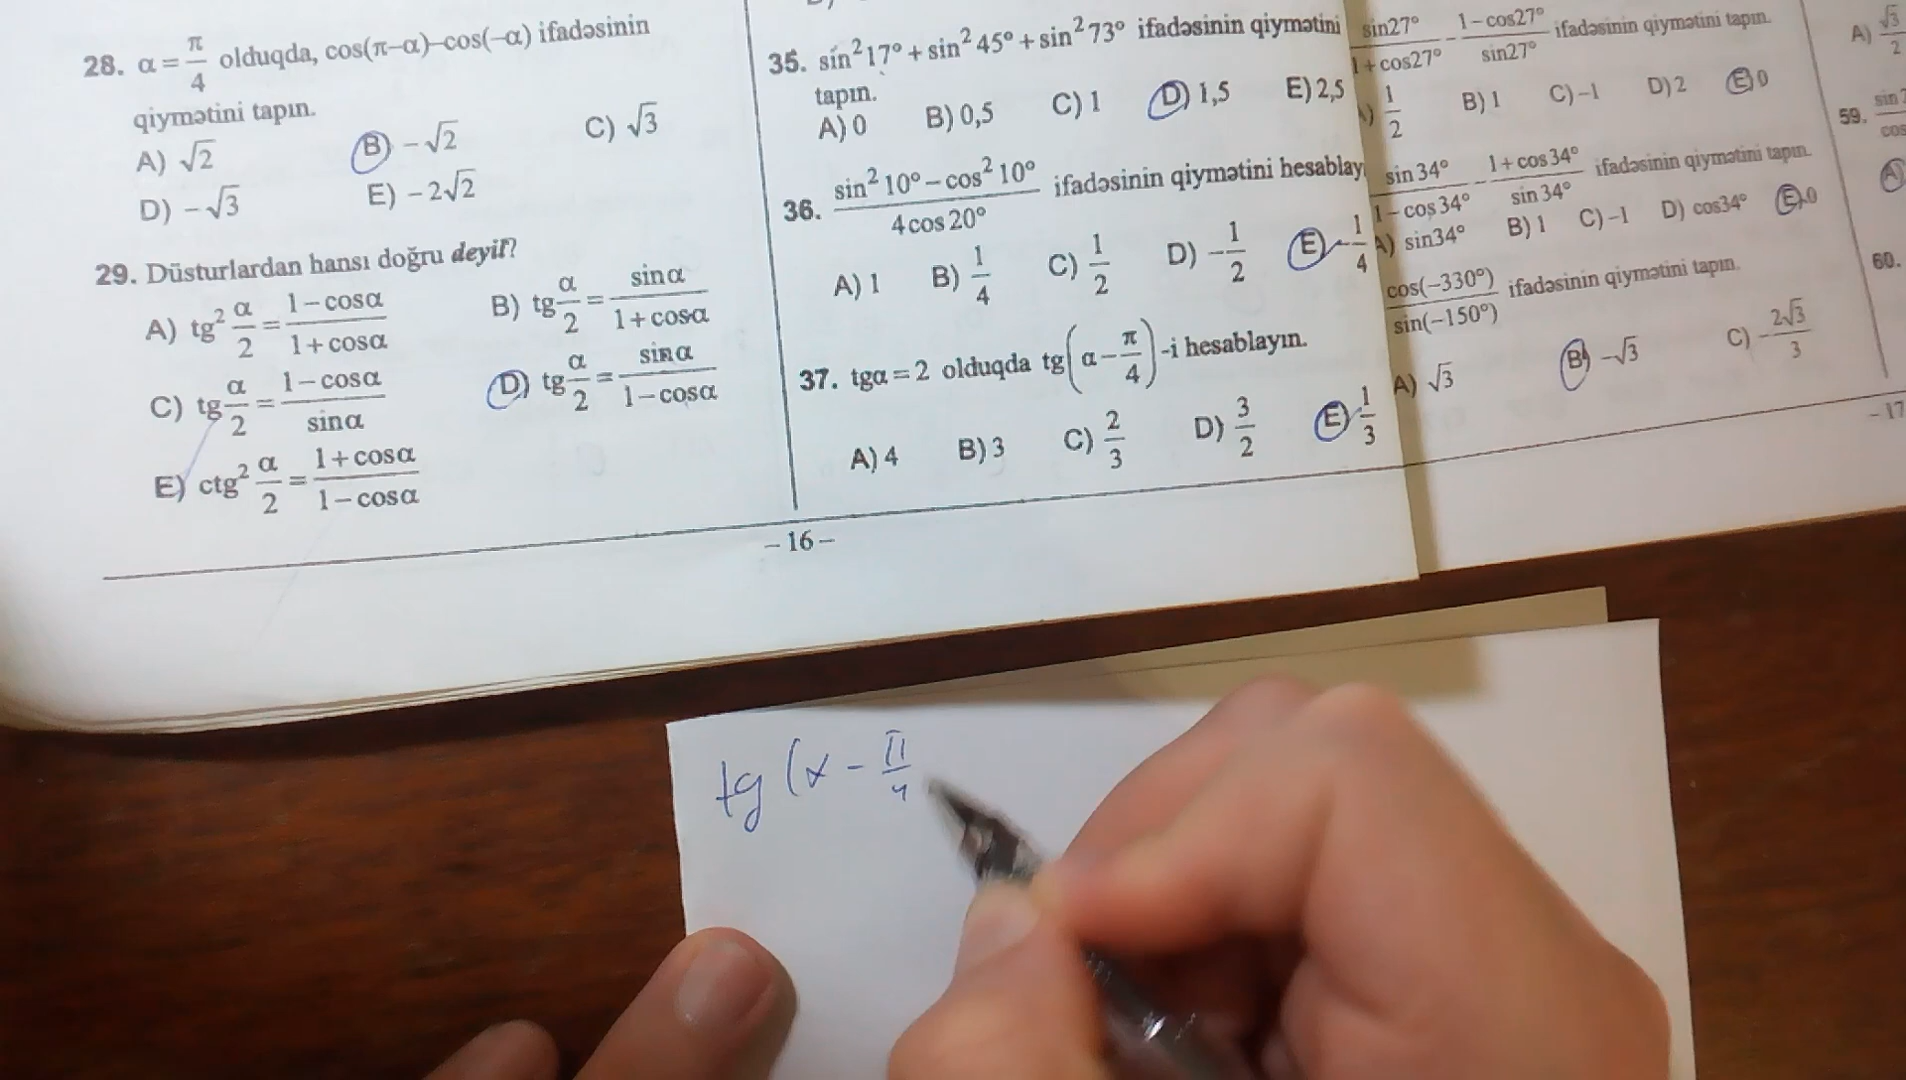 28. α = π/4 olduqda, cos(π–α)–cos(–α) ifadəsinin
qiymətini tapın.
A) √2 B) –√2 C) √3
D) –√3 E) –2√2
29. Düsturlardan hansı doğru deyil?
A) tg² α/2 = (1–cosα)/(1+cosα) B) tg α/2 = sinα/(1+cosα)
C) tg α/2 = (1–cosα)/sinα D) tg α/2 = sinα/(1–cosα)
E) ctg² α/2 = (1+cosα)/(1–cosα)
35. sin²17° + sin²45° + sin²73° ifadəsinin qiymətini
tapın.
A) 0 B) 0,5 C) 1 D) 1,5 E) 2,5
36. (sin²10° – cos²10°)/(4cos20°) ifadəsinin qiymətini hesablay
A) 1 B) 1/4 C) 1/2 D) –1/2 E) –1/4
37. tgα = 2 olduqda tg(α – π/4) -i hesablayın.
A) 4 B) 3 C) 2/3 D) 3/2 E) 1/3
– 16 –
sin27°/(1+cos27°) – (1–cos27°)/sin27° ifadəsinin qiymətini tapın.
) 1/2 B) 1 C) –1 D) 2 E) 0
sin34°/(1–cos34°) – (1+cos34°)/sin34° ifadəsinin qiymətini tapın.
A) sin34° B) 1 C) –1 D) cos34° E) 0
cos(–330°)/sin(–150°) ifadəsinin qiymətini tapın.
A) √3 B) –√3 C) –2√3/3
– 17
A) √3/2
59. sin
cos
A)
60.
tg (α – π/4